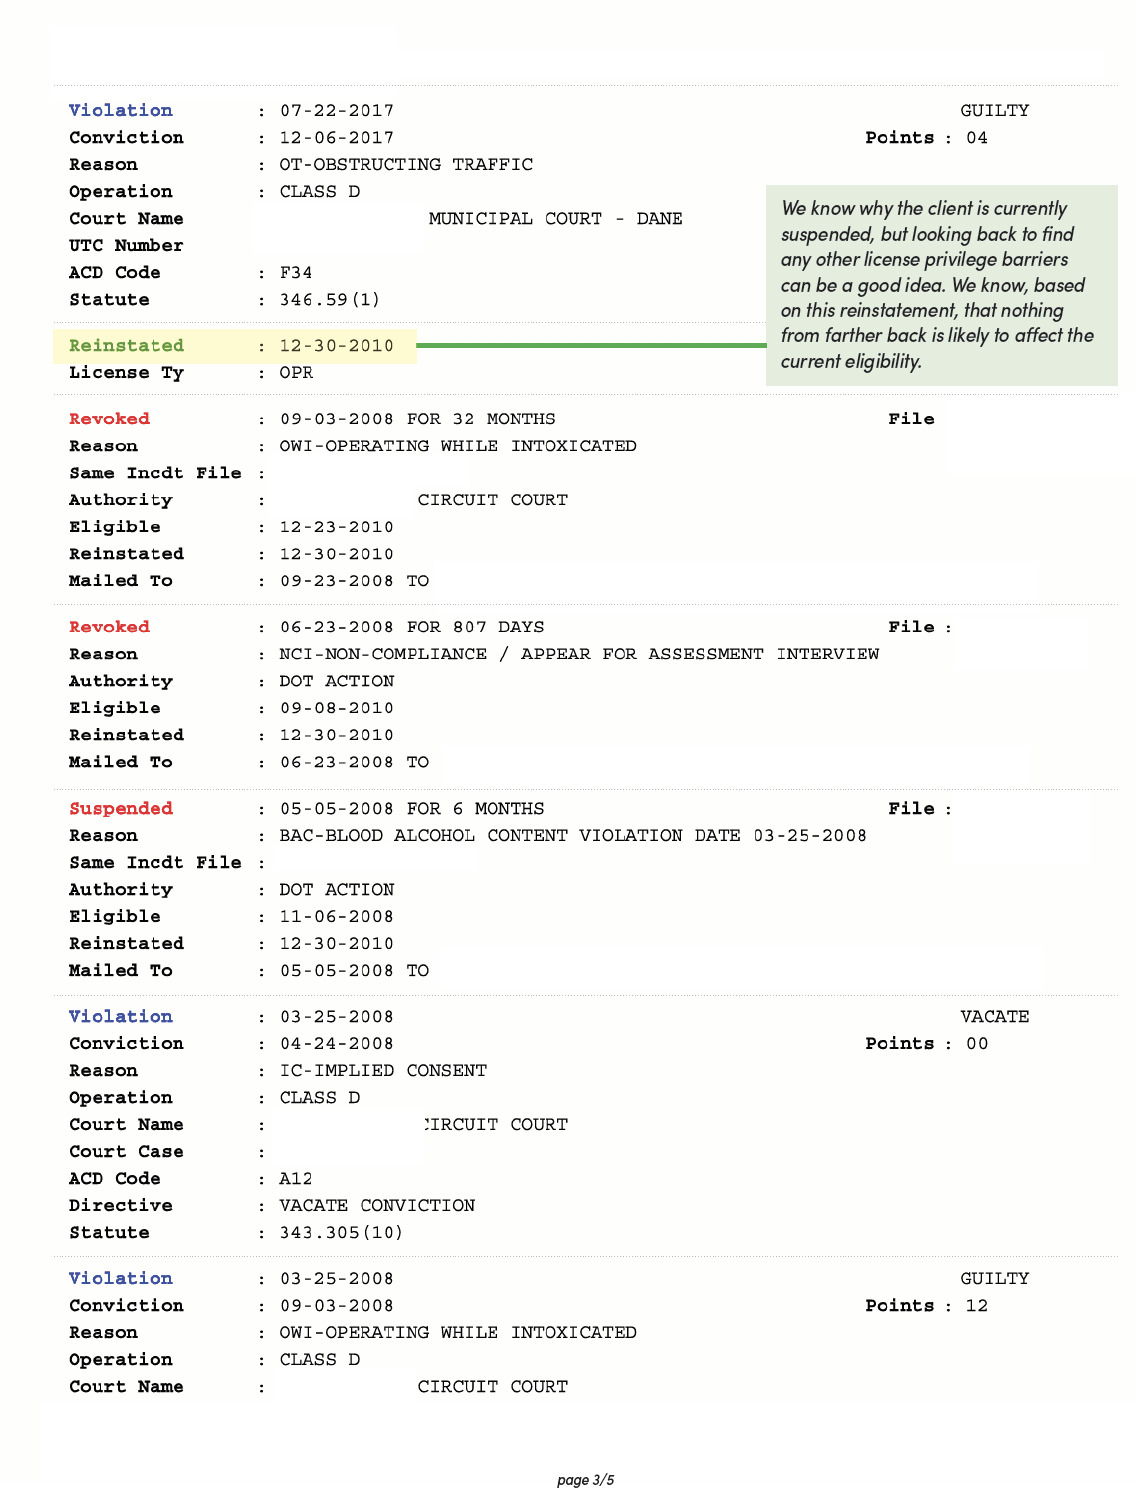 Violation : 07-22-2017 GUILTY
Conviction : 12-06-2017 Points : 04
Reason : OT-OBSTRUCTING TRAFFIC
Operation : CLASS D
Court Name MUNICIPAL COURT - DANE
UTC Number
ACD Code : F34
Statute : 346.59(1)
We know why the client is currently
suspended, but looking back to find
any other license privilege barriers
can be a good idea. We know, based
on this reinstatement, that nothing
from farther back is likely to affect the
current eligibility.
Reinstated : 12-30-2010
License Ty : OPR
Revoked : 09-03-2008 FOR 32 MONTHS File
Reason : OWI-OPERATING WHILE INTOXICATED
Same Incdt File :
Authority : CIRCUIT COURT
Eligible : 12-23-2010
Reinstated : 12-30-2010
Mailed To : 09-23-2008 TO
Revoked : 06-23-2008 FOR 807 DAYS File :
Reason : NCI-NON-COMPLIANCE / APPEAR FOR ASSESSMENT INTERVIEW
Authority : DOT ACTION
Eligible : 09-08-2010
Reinstated : 12-30-2010
Mailed To : 06-23-2008 TO
Suspended : 05-05-2008 FOR 6 MONTHS File :
Reason : BAC-BLOOD ALCOHOL CONTENT VIOLATION DATE 03-25-2008
Same Incdt File :
Authority : DOT ACTION
Eligible : 11-06-2008
Reinstated : 12-30-2010
Mailed To : 05-05-2008 TO
Violation : 03-25-2008 VACATE
Conviction : 04-24-2008 Points : 00
Reason : IC-IMPLIED CONSENT
Operation : CLASS D
Court Name : CIRCUIT COURT
Court Case :
ACD Code : A12
Directive : VACATE CONVICTION
Statute : 343.305(10)
Violation : 03-25-2008 GUILTY
Conviction : 09-03-2008 Points : 12
Reason : OWI-OPERATING WHILE INTOXICATED
Operation : CLASS D
Court Name : CIRCUIT COURT
page 3/5